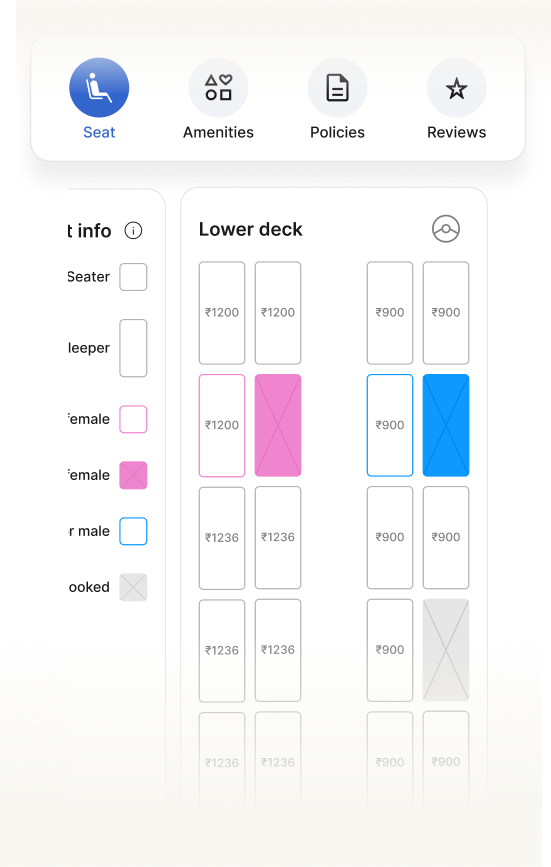 Seat Amenities Policies Reviews
t info
Seater
leeper
female
female
r male
ooked
Lower deck
₹1200 ₹1200 ₹900 ₹900
₹1200 ₹900
₹1236 ₹1236 ₹900 ₹900
₹1236 ₹1236 ₹900
₹1236 ₹1236 ₹900 ₹900